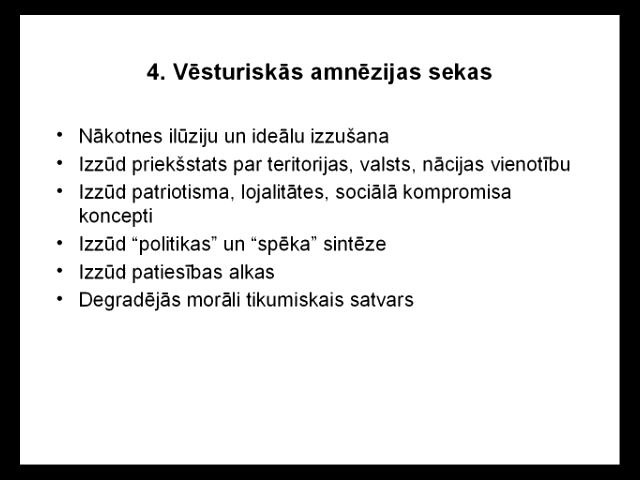 4. Vēsturiskās amnēzijas sekas
• Nākotnes ilūziju un ideālu izzušana
• Izzūd priekšstats par teritorijas, valsts, nācijas vienotību
• Izzūd patriotisma, lojalitātes, sociālā kompromisa
koncepti
• Izzūd “politikas” un “spēka” sintēze
• Izzūd patiesības alkas
• Degradējās morāli tikumiskais satvars